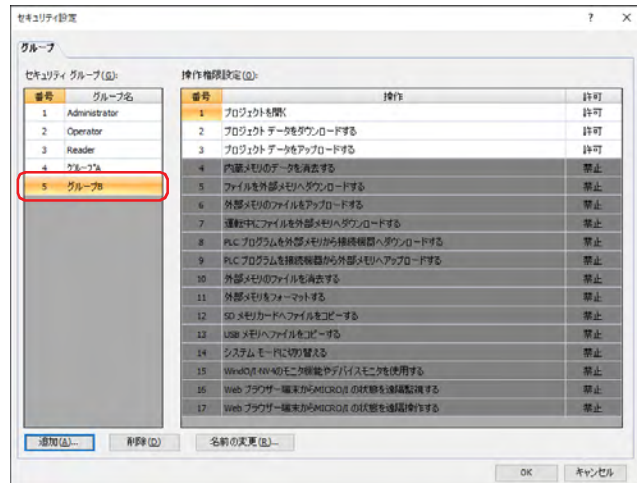 セキュリティ設定
?
×
グループ
セキュリティ グループ(G):
番号 グループ名
1 Administrator
2 Operator
3 Reader
4 グループA
5 グループB
追加(A)...
削除(D)
名前の変更(R)...
操作権限設定(O):
番号 操作 許可
1 プロジェクトを開く 許可
2 プロジェクト データをダウンロードする 許可
3 プロジェクト データをアップロードする 許可
4 内蔵メモリのデータを消去する 禁止
5 ファイルを外部メモリへダウンロードする 禁止
6 外部メモリのファイルをアップロードする 禁止
7 運転中にファイルを外部メモリへダウンロードする 禁止
8 PLC プログラムを外部メモリから接続機器へダウンロードする 禁止
9 PLC プログラムを接続機器から外部メモリへアップロードする 禁止
10 外部メモリのファイルを消去する 禁止
11 外部メモリをフォーマットする 禁止
12 SD メモリカードへファイルをコピーする 禁止
13 USB メモリへファイルをコピーする 禁止
14 システム モードに切り替える 禁止
15 WindO/I-NV4のモニタ機能やデバイスモニタを使用する 禁止
16 Web ブラウザー端末からMICRO/I の状態を遠隔監視する 禁止
17 Web ブラウザー端末からMICRO/I の状態を遠隔操作する 禁止
OK
キャンセル